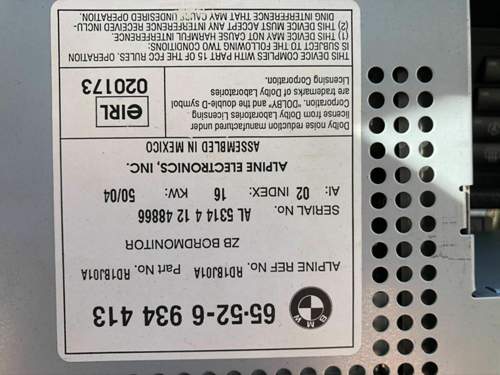 BMW
65-52-6 934 413
ALPINE REF No. RD1BJ01A Part No. RD1BJ01A
ZB BORDMONITOR
SERIAL No. AL 5314 4 12 48866
AI: 02 INDEX: 16 KW: 50/04
ALPINE ELECTRONICS, INC.
ASSEMBLED IN MEXICO
Dolby noise reduction manufactured under
license from Dolby Laboratories Licensing
Corporation. "DOLBY" and the double-D-symbol
are trademarks of Dolby Laboratories
Licensing Corporation.
eIRL
020173
THIS DEVICE COMPLIES WITH PART 15 OF THE FCC RULES. OPERATION
IS SUBJECT TO THE FOLLOWING TWO CONDITIONS:
(1) THIS DEVICE MAY CAUSE HARMFUL INTERFERENCE.
(2) THIS DEVICE MUST ACCEPT ANY INTERFERENCE RECEIVED INCLU-
DING INTERFERENCE THAT MAY CAUSE UNDESIRED OPERATION.